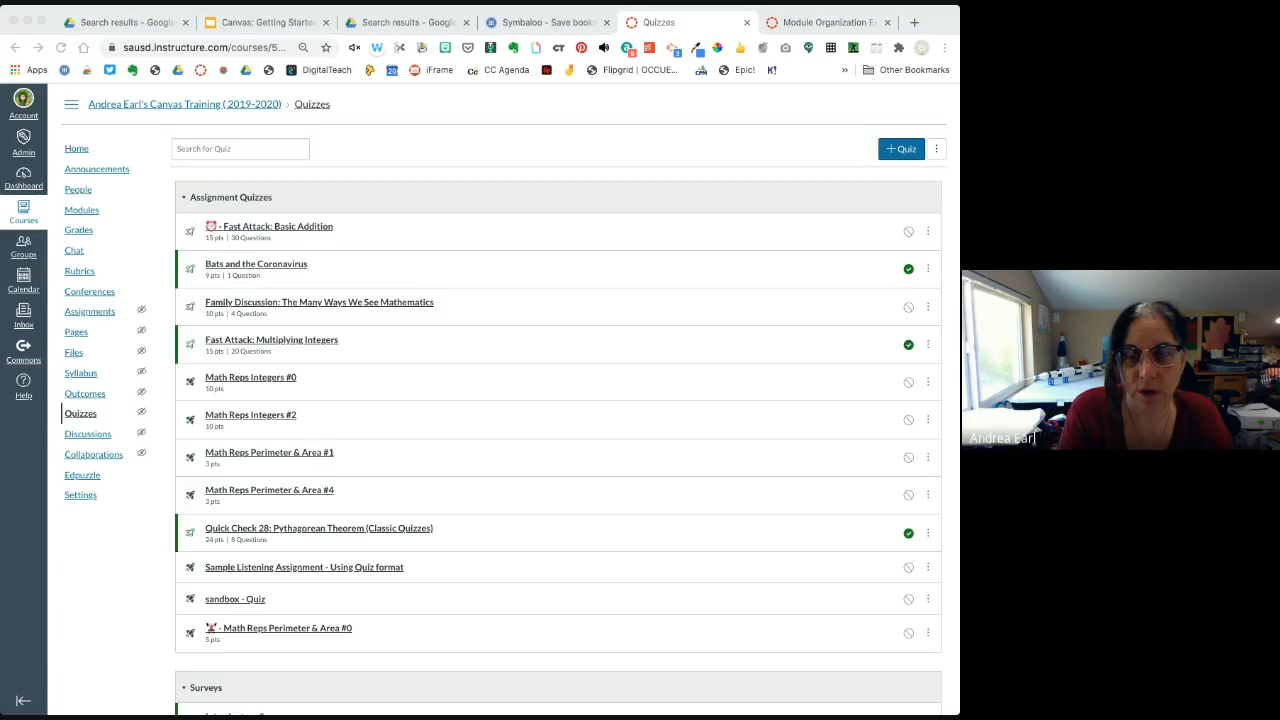 Search results - Google
Canvas: Getting Started
Search results - Google
Symbaloo - Save bookm
Quizzes
Module Organization E
sausd.instructure.com/courses/5...
Apps
DigitalTeach
iFrame
CC Agenda
Flipgrid | OCCUE...
Epic!
Other Bookmarks
Account
Admin
Dashboard
Courses
Groups
Calendar
Inbox
Commons
Help
Andrea Earl's Canvas Training ( 2019-2020) › Quizzes
Home
Announcements
People
Modules
Grades
Chat
Rubrics
Conferences
Assignments
Pages
Files
Syllabus
Outcomes
Quizzes
Discussions
Collaborations
Edpuzzle
Settings
Search for Quiz
+ Quiz
Assignment Quizzes
- Fast Attack: Basic Addition
15 pts | 30 Questions
Bats and the Coronavirus
9 pts | 1 Question
Family Discussion: The Many Ways We See Mathematics
10 pts | 4 Questions
Fast Attack: Multiplying Integers
15 pts | 20 Questions
Math Reps Integers #0
10 pts
Math Reps Integers #2
10 pts
Math Reps Perimeter & Area #1
3 pts
Math Reps Perimeter & Area #4
3 pts
Quick Check 28: Pythagorean Theorem (Classic Quizzes)
24 pts | 8 Questions
Sample Listening Assignment - Using Quiz format
sandbox - Quiz
- Math Reps Perimeter & Area #0
5 pts
Surveys
Andrea Earl